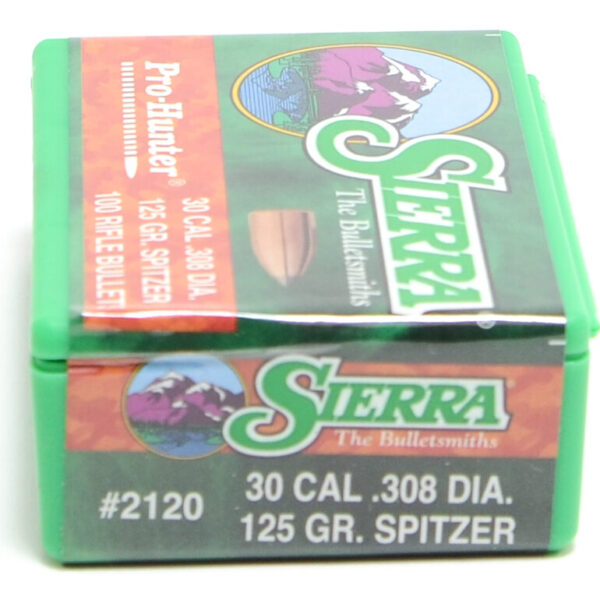 Pro-Hunter®
30 CAL .308 DIA.
125 GR. SPITZER
100 RIFLE BULLET
SIERRA®
The Bulletsmiths
SIERRA
The Bulletsmiths
#2120
30 CAL .308 DIA.
125 GR. SPITZER